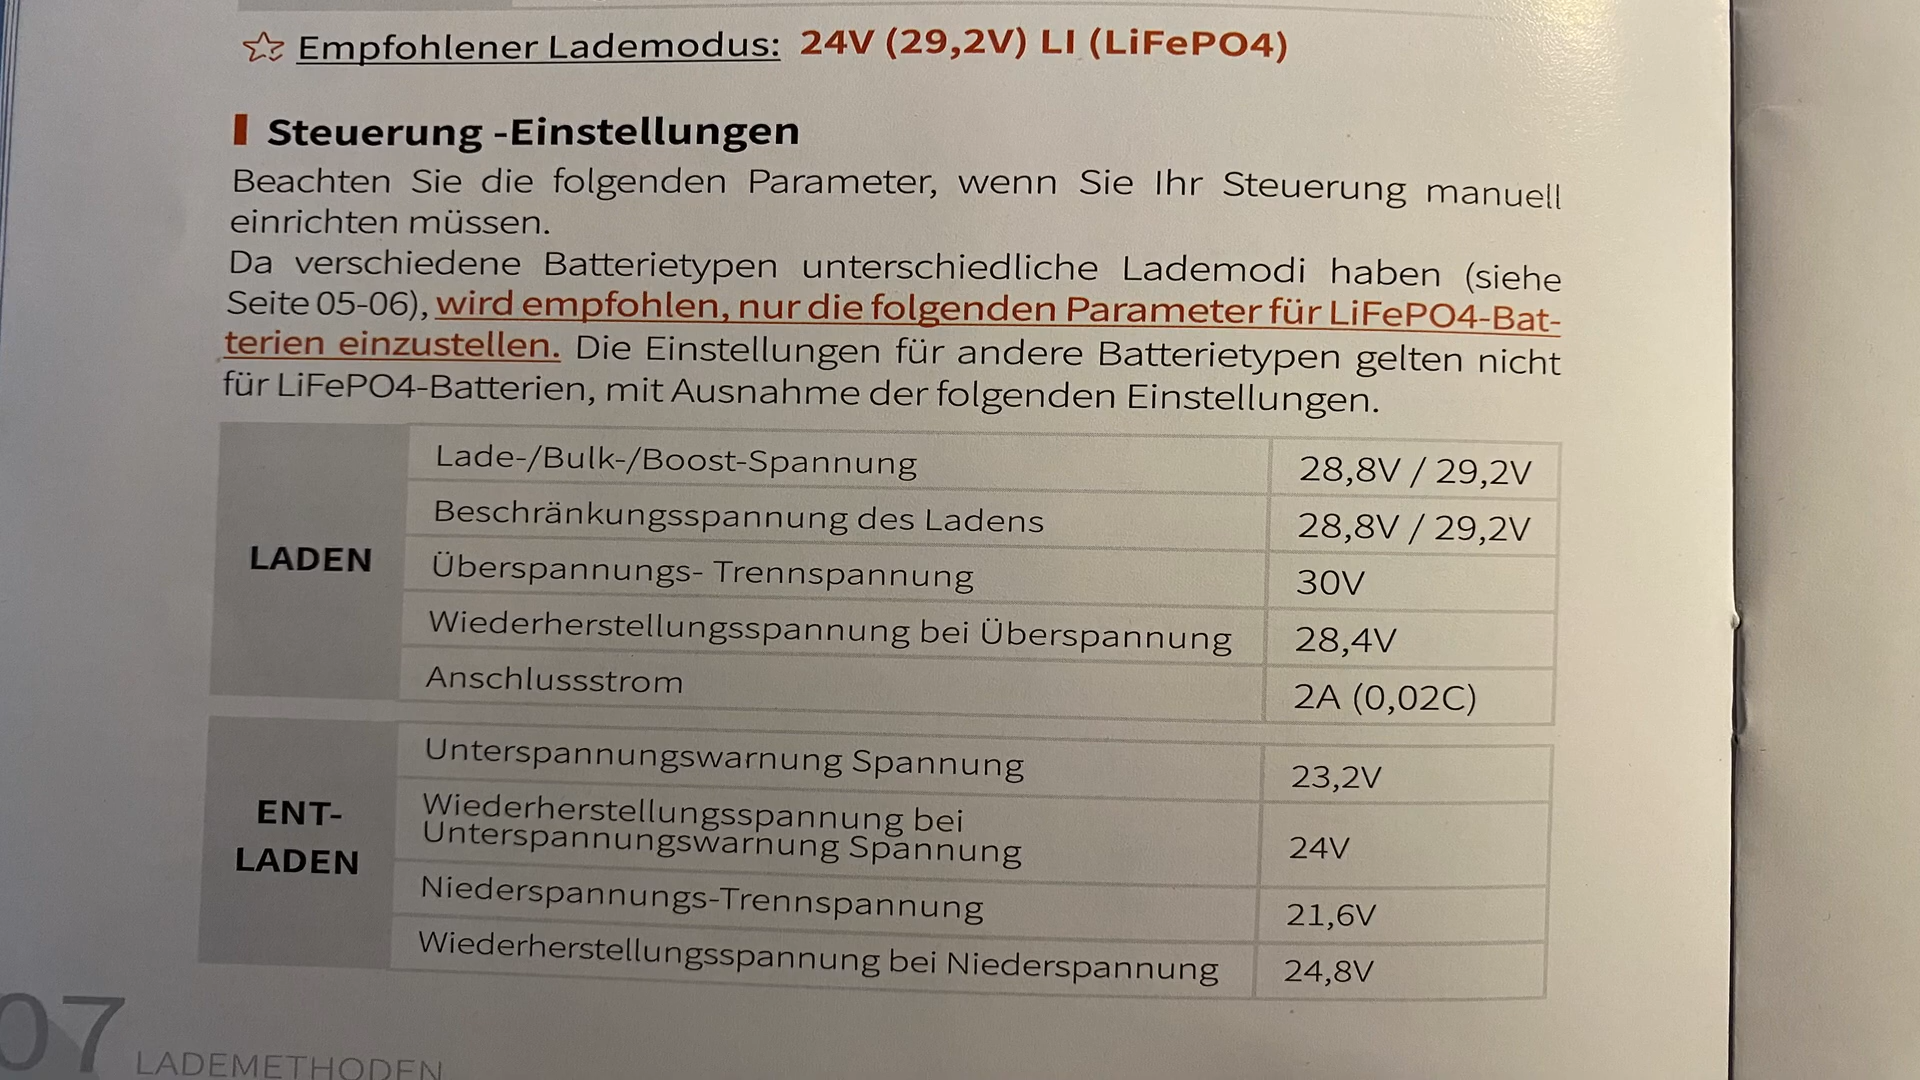 Empfohlener Lademodus: 24V (29,2V) LI (LiFePO4)
Steuerung -Einstellungen
Beachten Sie die folgenden Parameter, wenn Sie Ihr Steuerung manuell
einrichten müssen.
Da verschiedene Batterietypen unterschiedliche Lademodi haben (siehe
Seite 05-06), wird empfohlen, nur die folgenden Parameter für LiFePO4-Bat-
terien einzustellen. Die Einstellungen für andere Batterietypen gelten nicht
für LiFePO4-Batterien, mit Ausnahme der folgenden Einstellungen.
LADEN
Lade-/Bulk-/Boost-Spannung 28,8V / 29,2V
Beschränkungsspannung des Ladens 28,8V / 29,2V
Überspannungs- Trennspannung 30V
Wiederherstellungsspannung bei Überspannung 28,4V
Anschlussstrom 2A (0,02C)
ENT-
LADEN
Unterspannungswarnung Spannung 23,2V
Wiederherstellungsspannung bei
Unterspannungswarnung Spannung 24V
Niederspannungs-Trennspannung 21,6V
Wiederherstellungsspannung bei Niederspannung 24,8V
07 LADEMETHODEN